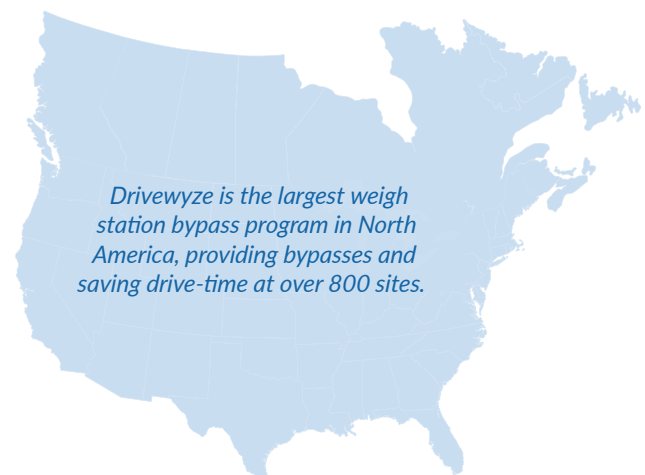 Drivewyze is the largest weigh
station bypass program in North
America, providing bypasses and
saving drive-time at over 800 sites.